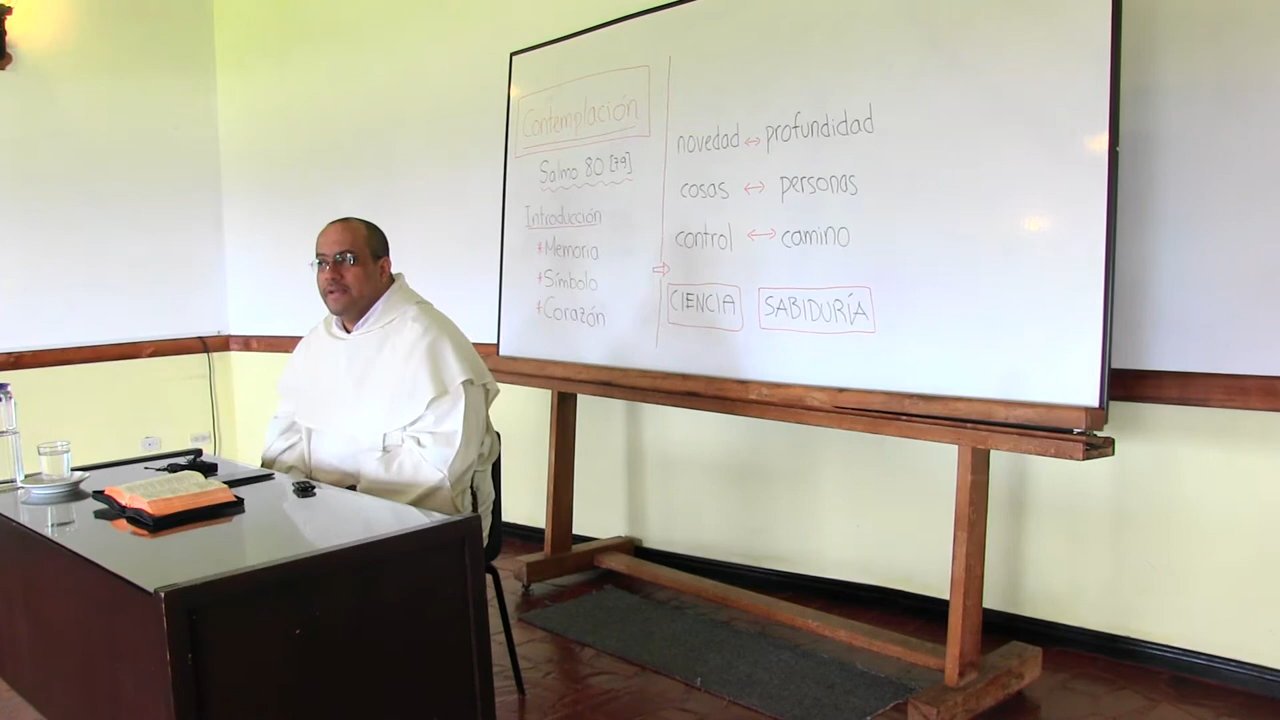 Contemplación
Salmo 80 [79]
Introducción
+Memoria
+Símbolo
+Corazón
novedad ↔ profundidad
cosas ↔ personas
control ↔ camino
⇨
CIENCIA SABIDURÍA